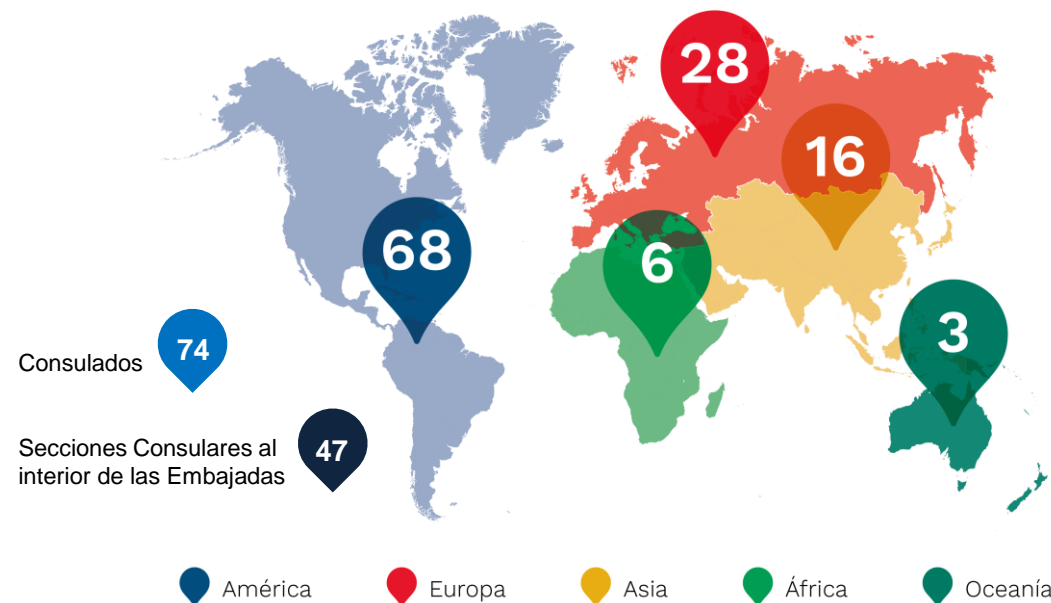 28
16
68
6
3
Consulados
74
Secciones Consulares al
interior de las Embajadas
47
América
Europa
Asia
África
Oceanía